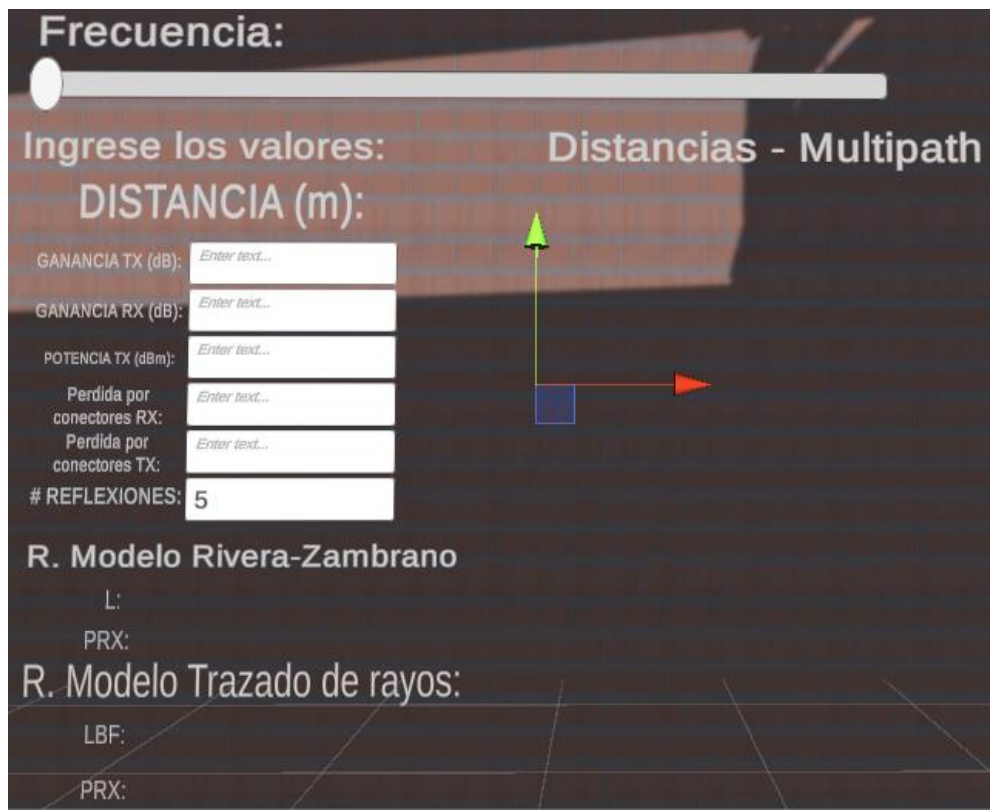 Frecuencia:
Ingrese los valores:
Distancias - Multipath
DISTANCIA (m):
GANANCIA TX (dB):
Enter text...
GANANCIA RX (dB):
Enter text...
POTENCIA TX (dBm):
Enter text...
Perdida por
conectores RX:
Enter text...
Perdida por
conectores TX:
Enter text...
# REFLEXIONES:
5
R. Modelo Rivera-Zambrano
L:
PRX:
R. Modelo Trazado de rayos:
LBF:
PRX: